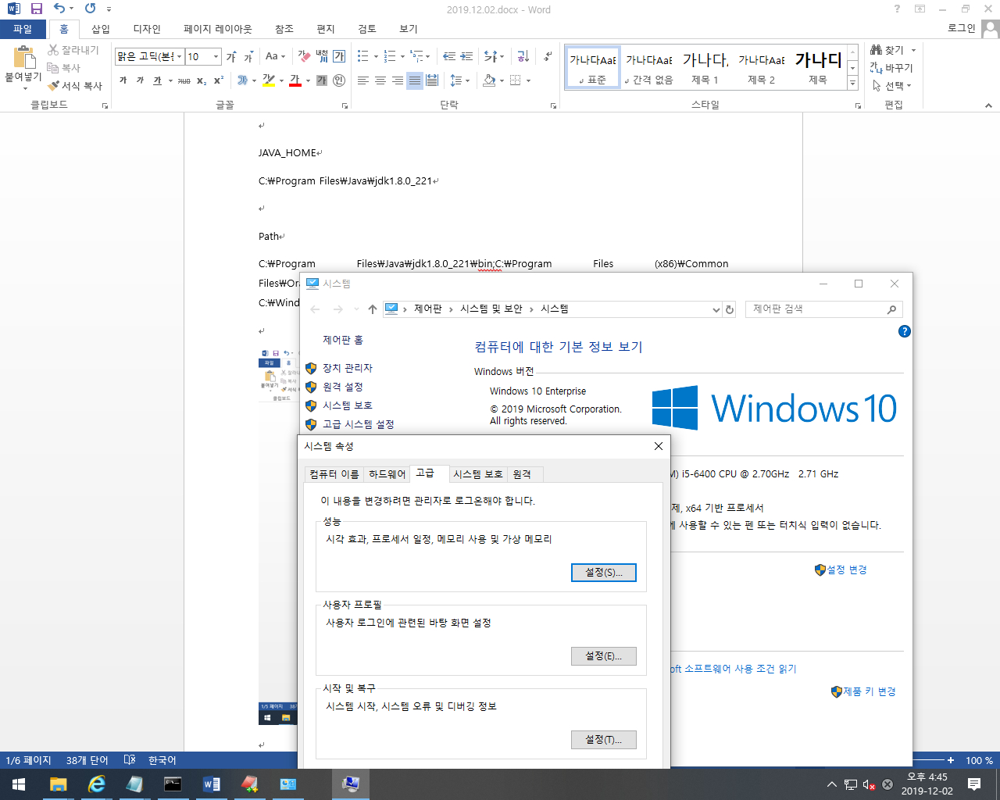 2019.12.02.docx - Word
파일 홈 삽입 디자인 페이지 레이아웃 참조 편지 검토 보기 로그인
붙여넣기
잘라내기
복사
서식 복사
클립보드
맑은 고딕(본 10
글꼴
단락
가나다AaB 가나다AaB 가나다, 가나다AaB 가나디
표준 간격 없음 제목 1 제목 2 제목
스타일
찾기
바꾸기
선택
편집
JAVA_HOME
C:₩Program Files₩Java₩jdk1.8.0_221
Path
C:₩Program Files₩Java₩jdk1.8.0_221₩bin;C:₩Program Files (x86)₩Common
Files₩Ora
C:₩Wind
시스템
제어판 시스템 및 보안 시스템
제어판 검색
제어판 홈
장치 관리자
원격 설정
시스템 보호
고급 시스템 설정
컴퓨터에 대한 기본 정보 보기
Windows 버전
Windows 10 Enterprise
© 2019 Microsoft Corporation.
All rights reserved.
Windows 10
M) i5-6400 CPU @ 2.70GHz 2.71 GHz
제, x64 기반 프로세서
에 사용할 수 있는 펜 또는 터치식 입력이 없습니다.
설정 변경
oft 소프트웨어 사용 조건 읽기
제품 키 변경
시스템 속성
컴퓨터 이름 하드웨어 고급 시스템 보호 원격
이 내용을 변경하려면 관리자로 로그온해야 합니다.
성능
시각 효과, 프로세서 일정, 메모리 사용 및 가상 메모리
설정(S)...
사용자 프로필
사용자 로그인에 관련된 바탕 화면 설정
설정(E)...
시작 및 복구
시스템 시작, 시스템 오류 및 디버깅 정보
설정(T)...
1/6 페이지 38개 단어 한국어 100 %
오후 4:45
2019-12-02